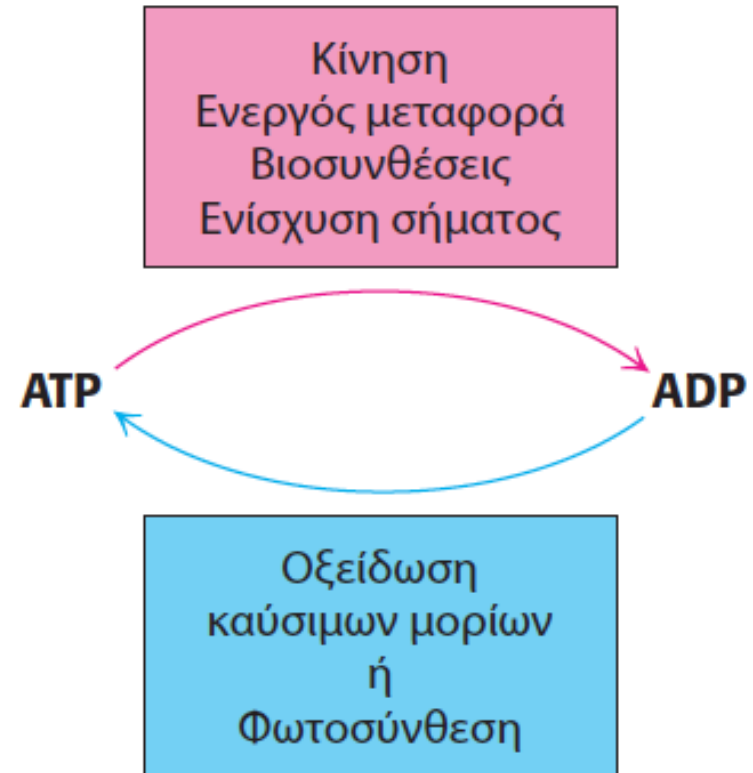 Κίνηση
Ενεργός μεταφορά
Βιοσυνθέσεις
Ενίσχυση σήματος
ATP
ADP
Οξείδωση
καύσιμων μορίων
ή
Φωτοσύνθεση